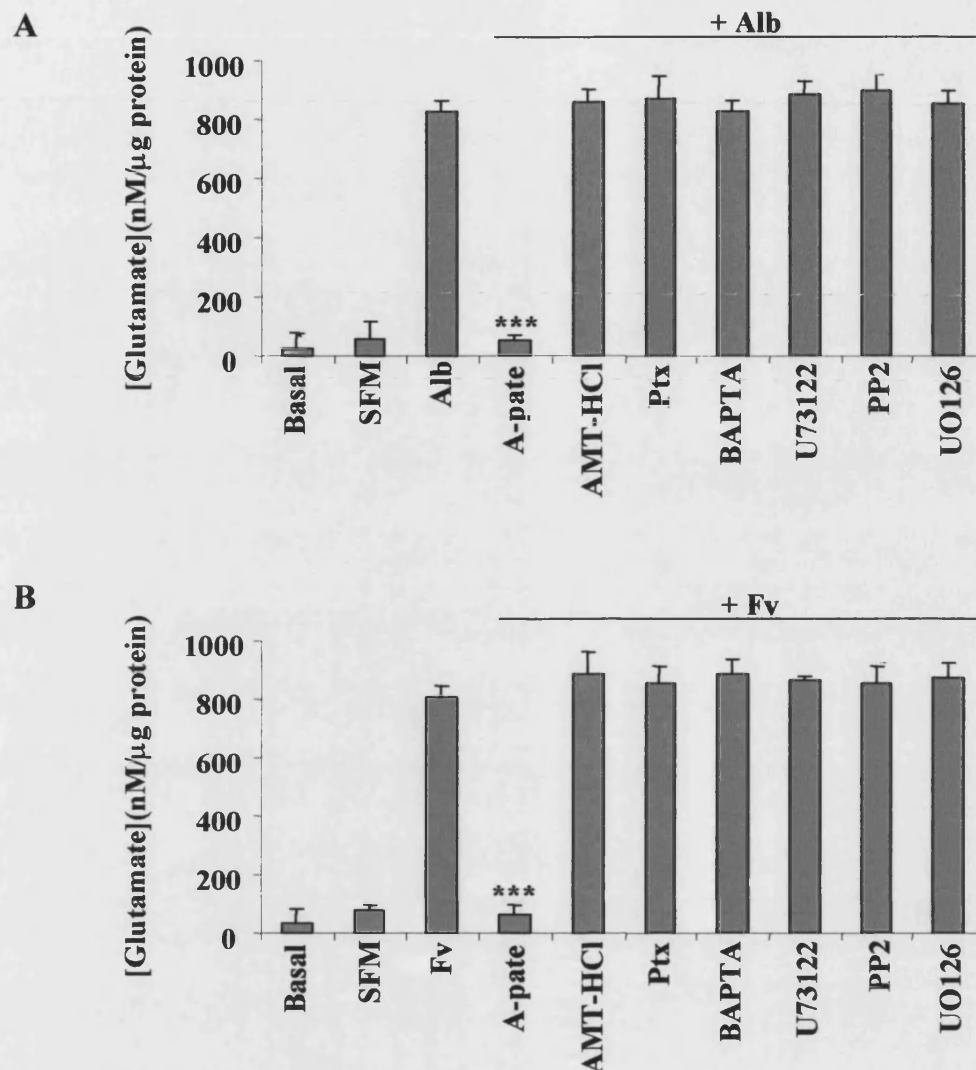 A
+ Alb
[Glutamate](nM/µg protein)
1000
800
600
400
200
0
***
Basal
SFM
Alb
A-pate
AMT-HCl
Ptx
BAPTA
U73122
PP2
UO126
B
+ Fv
[Glutamate](nM/µg protein)
1000
800
600
400
200
0
***
Basal
SFM
Fv
A-pate
AMT-HCl
Ptx
BAPTA
U73122
PP2
UO126